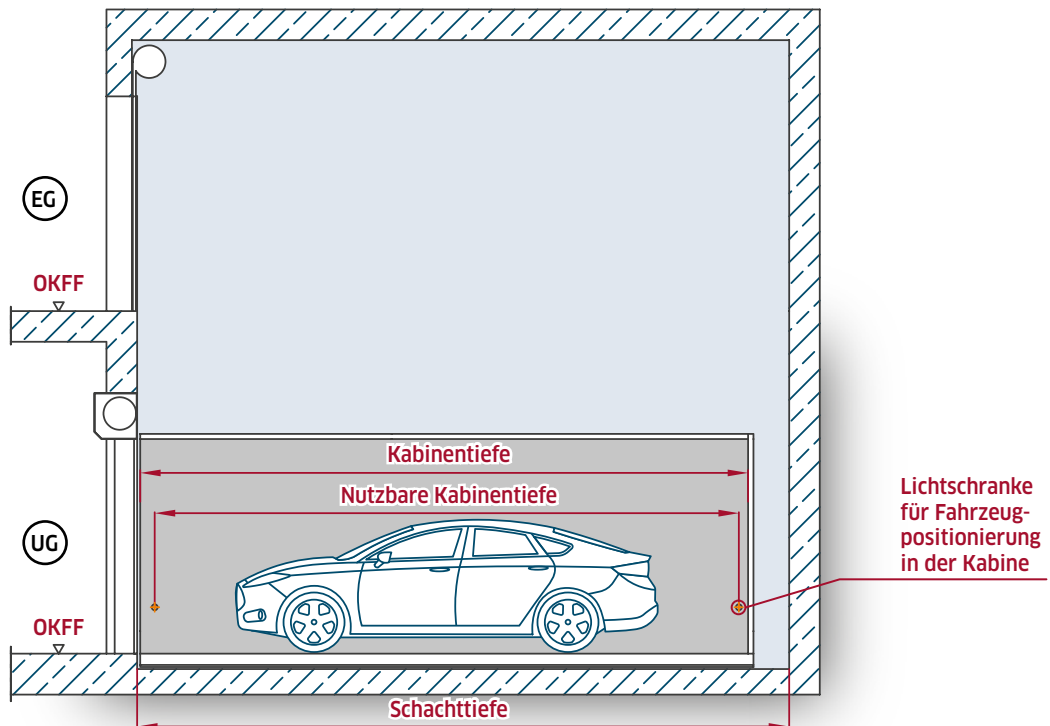 EG
OKFF
Kabinentiefe
Nutzbare Kabinentiefe
Lichtschranke
für Fahrzeug-
positionierung
in der Kabine
UG
OKFF
Schachttiefe